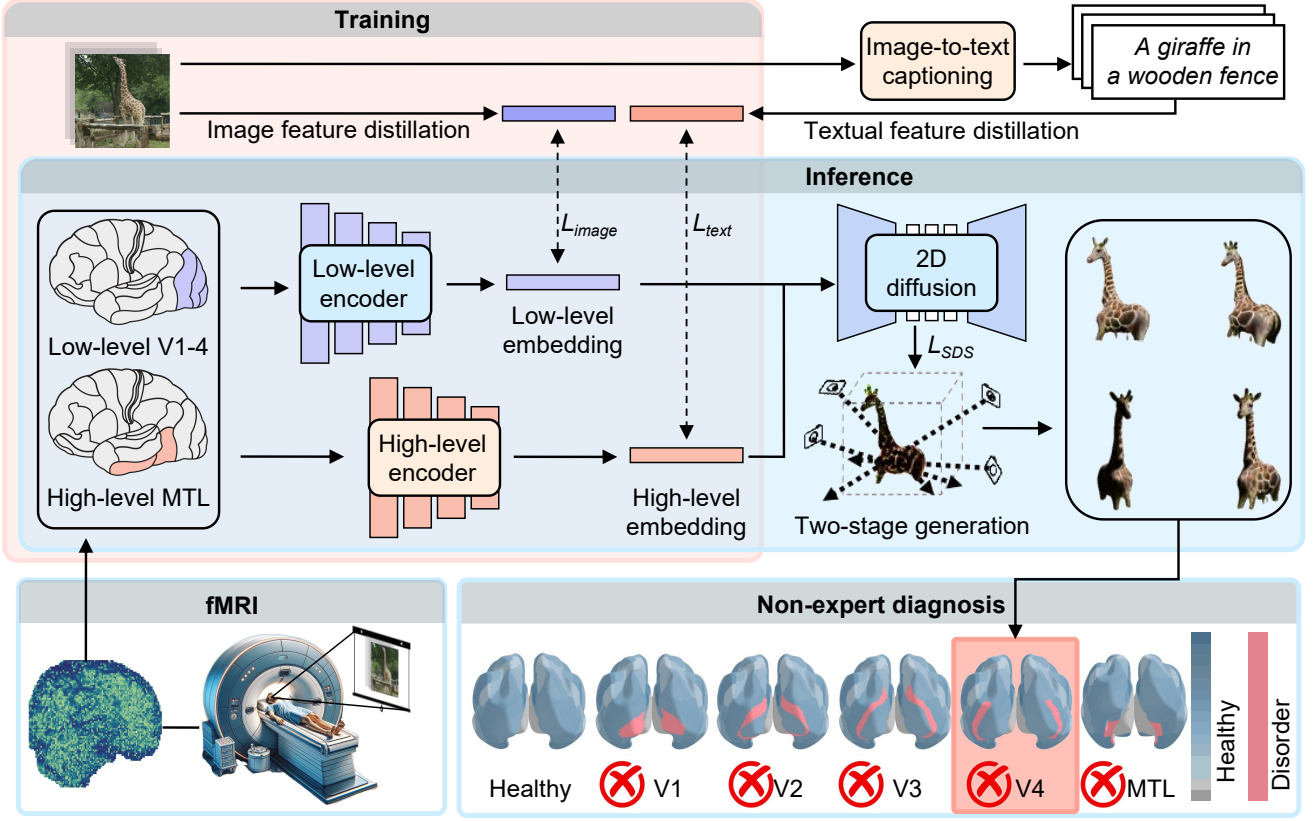 Training
Image-to-text
captioning
A giraffe in
a wooden fence
Image feature distillation
Textual feature distillation
Inference
L_image
L_text
Low-level
encoder
2D
diffusion
Low-level V1-4
Low-level
embedding
L_SDS
High-level
encoder
High-level MTL
High-level
embedding
Two-stage generation
fMRI
Non-expert diagnosis
Healthy
V1
V2
V3
V4
MTL
Healthy
Disorder